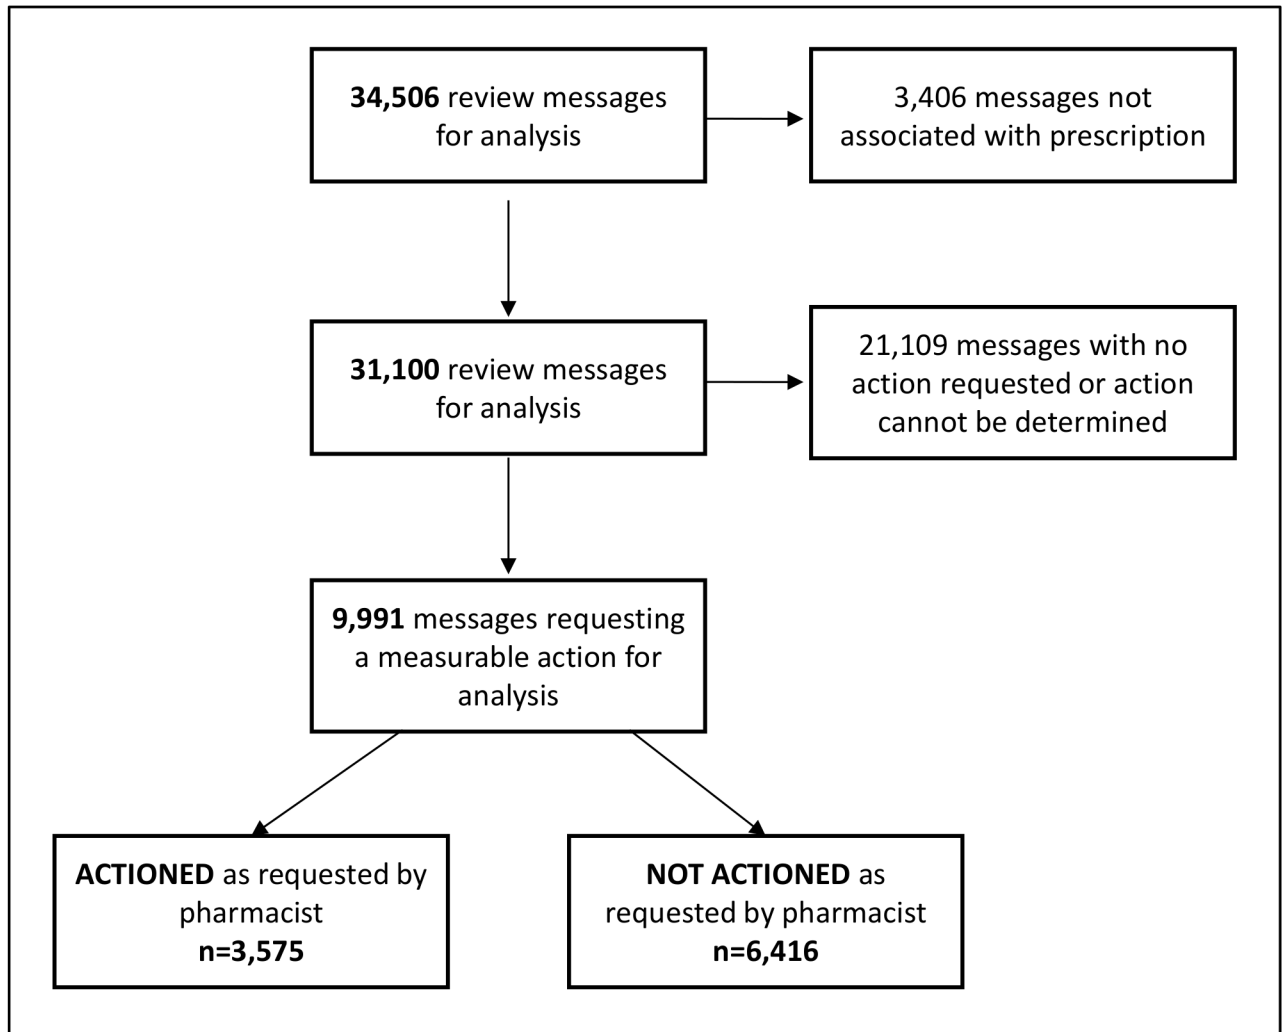 34,506 review messages
for analysis
3,406 messages not
associated with prescription
31,100 review messages
for analysis
21,109 messages with no
action requested or action
cannot be determined
9,991 messages requesting
a measurable action for
analysis
ACTIONED as requested by
pharmacist
n=3,575
NOT ACTIONED as
requested by pharmacist
n=6,416